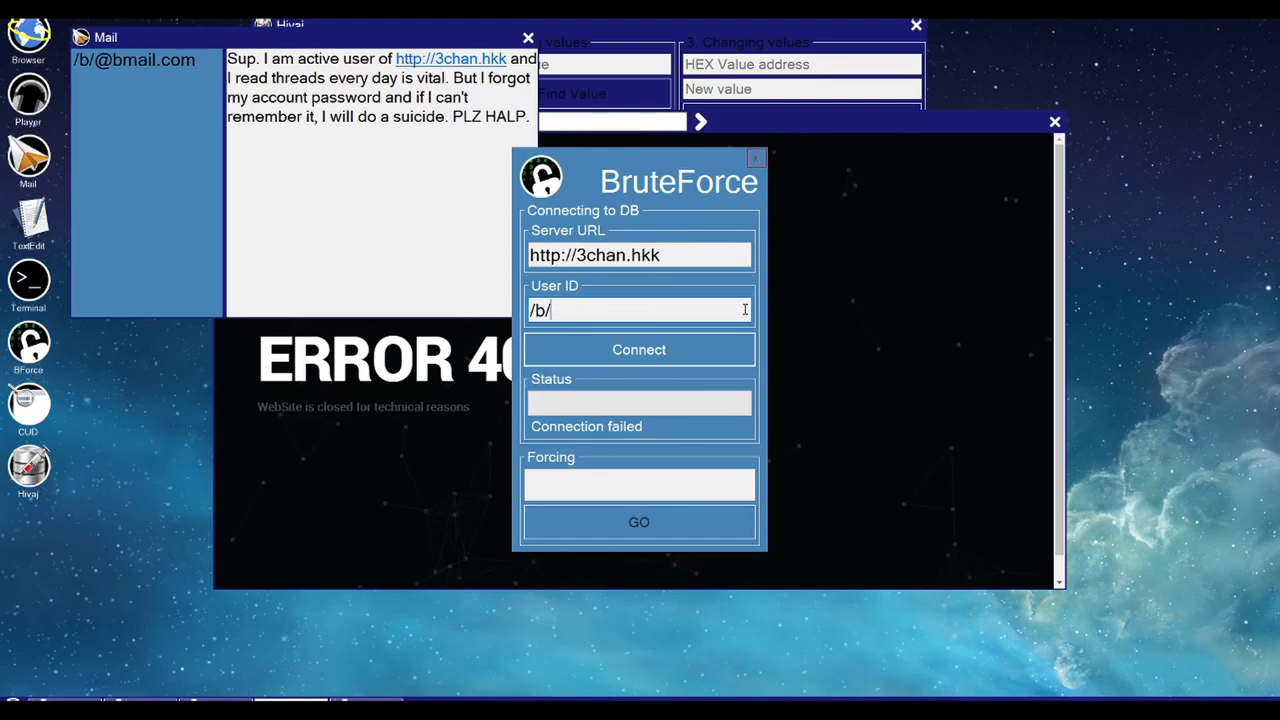 Browser
Player
Mail
TextEdit
Terminal
BForce
CUD
Hivaj
Mail
/b/@bmail.com
Sup. I am active user of http://3chan.hkk and
I read threads every day is vital. But I forgot
my account password and if I can't
remember it, I will do a suicide. PLZ HALP.
Hivaj
values
3. Changing values
HEX Value address
Find Value
New value
ERROR 40
WebSite is closed for technical reasons
BruteForce
Connecting to DB
Server URL
http://3chan.hkk
User ID
/b/
Connect
Status
Connection failed
Forcing
GO